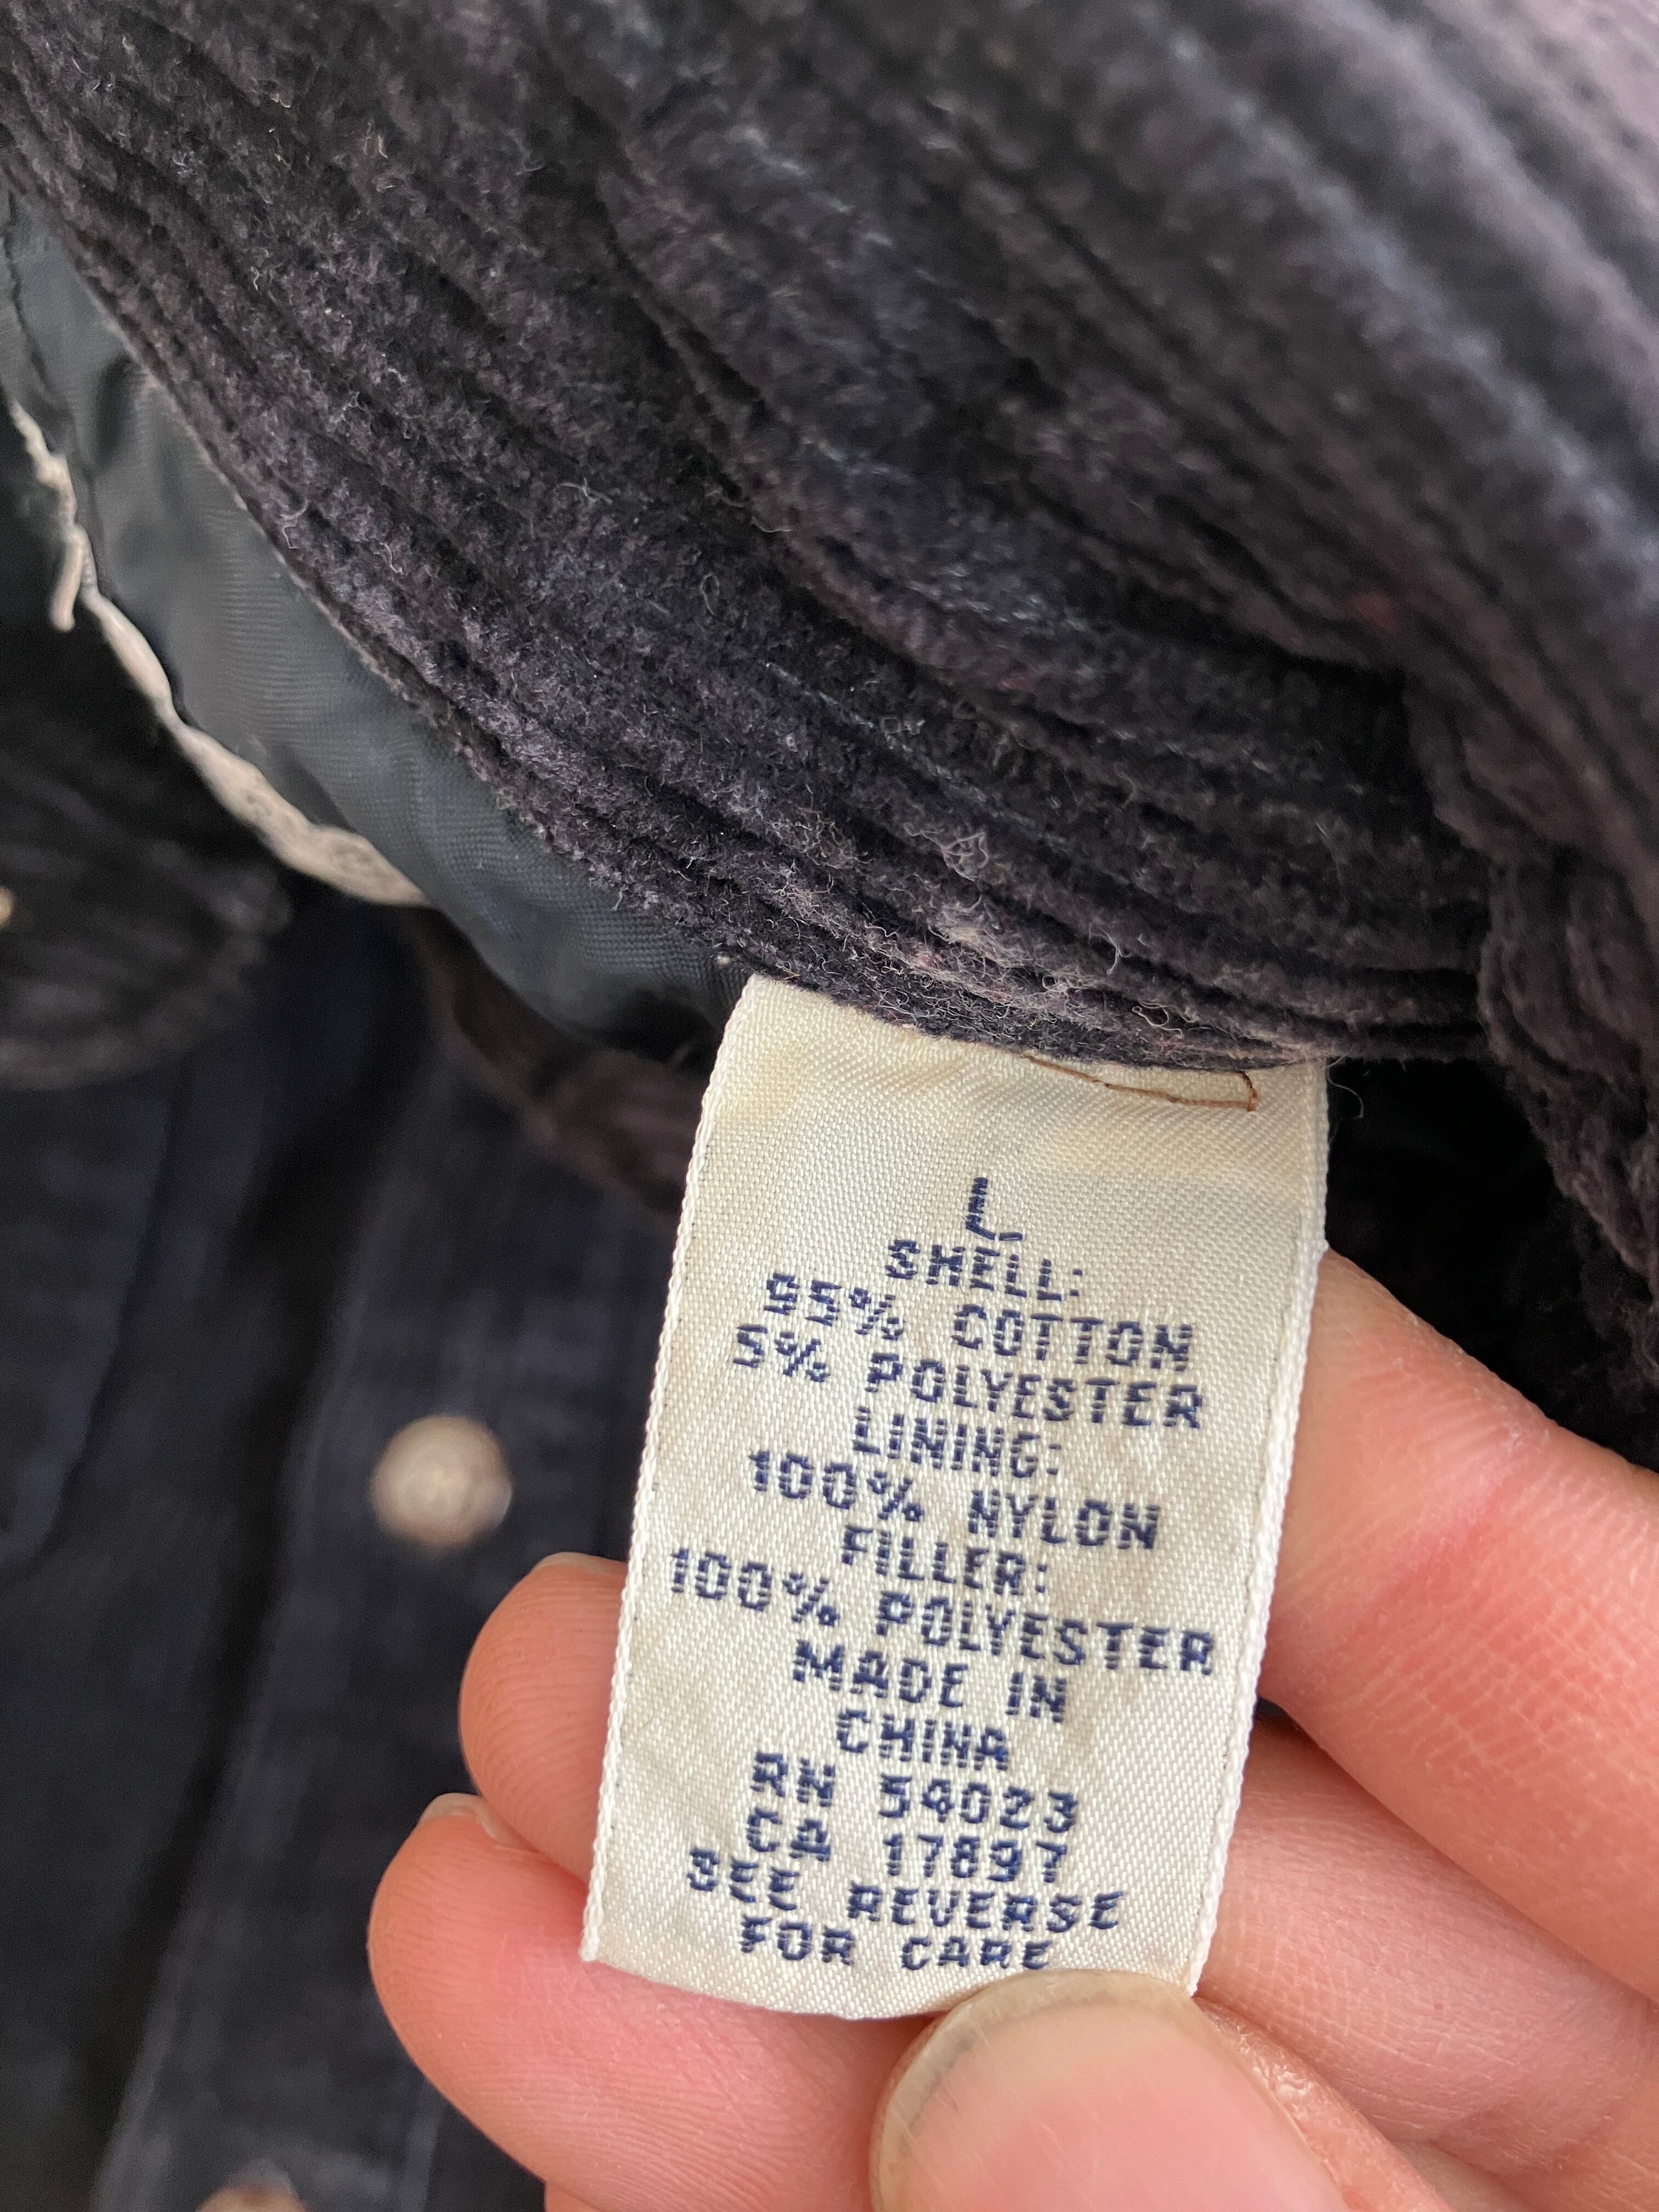 L
SHELL:
95% COTTON
5% POLYESTER
LINING:
100% NYLON
FILLER:
100% POLYESTER
MADE IN
CHINA
RN 54023
CA 17897
SEE REVERSE
FOR CARE